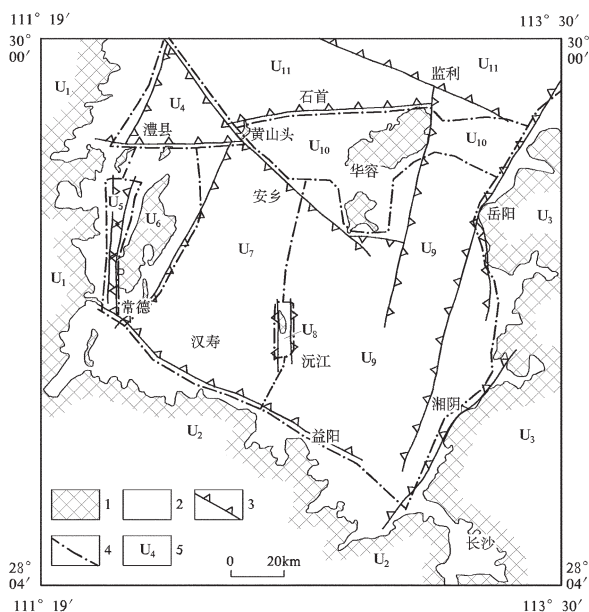 111° 19′
113° 30′
30°
00′
30°
00′
U₁₁
U₁₁
监利
U₁
U₄
石首
澧县
黄山头
U₁₀
U₁₀
华容
安乡
U₅
U₆
岳阳
U₃
U₇
U₉
U₁
常德
汉寿
U₈
沅江
U₉
湘阴
U₂
益阳
U₃
1
2
3
4
U₄
5
0
20km
长沙
U₂
28°
04′
28°
04′
111° 19′
113° 30′